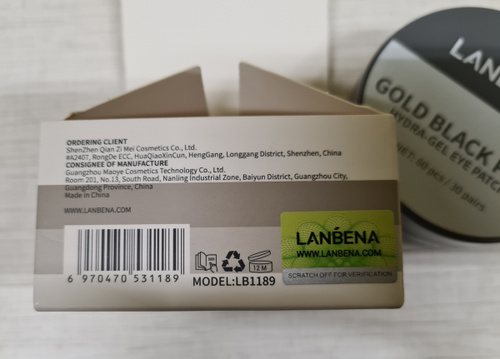 ORDERING CLIENT
ShenZhen Qian Zi Mei Cosmetics Co., Ltd.
#A2407, RongDe ECC, HuaQiaoXinCun, HengGang, Longgang District, Shenzhen, China
CONSIGNEE OF MANUFACTURE
Guangzhou Maoye Cosmetics Technology Co., Ltd.
Room 201, No.13, South Road, Nanling Industrial Zone, Baiyun District, Guangzhou City,
Guangdong Province, China
Made in China
WWW.LANBENA.COM
6 970470 531189
12 M
MODEL:LB1189
LANBENA
WWW.LANBENA.COM
SCRATCH OFF FOR VERIFICATION
GOLD BLACK
HYDRA-GEL EYE PATCH
NET: 60 pcs / 30 pairs